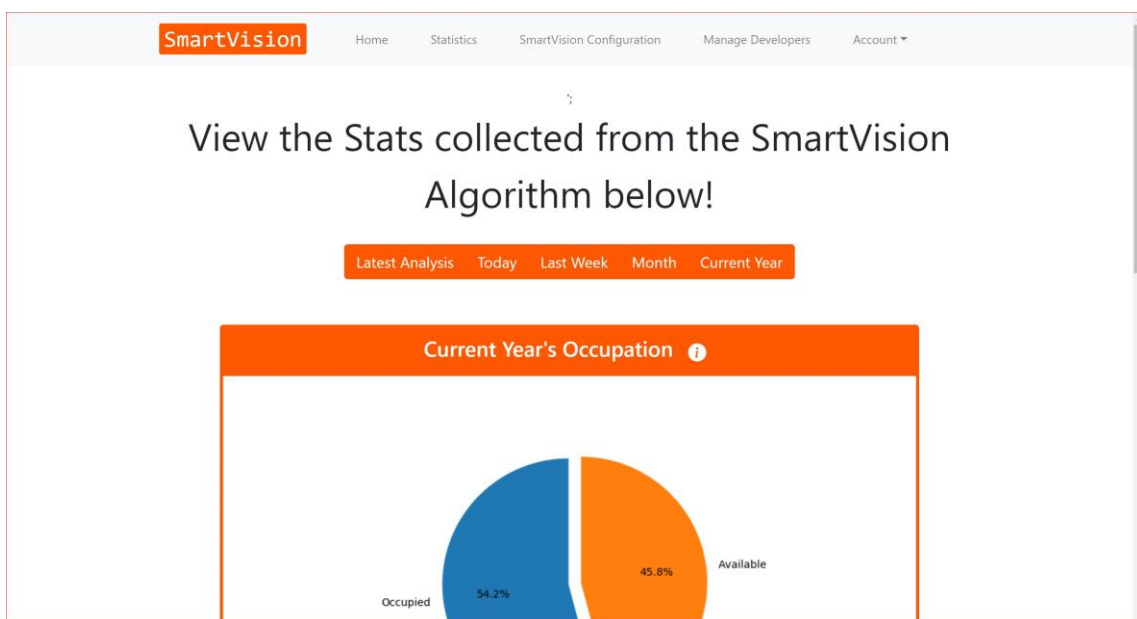 SmartVision Home Statistics SmartVision Configuration Manage Developers Account
';
View the Stats collected from the SmartVision
Algorithm below!
Latest Analysis Today Last Week Month Current Year
Current Year's Occupation i
Available
45.8%
54.2%
Occupied